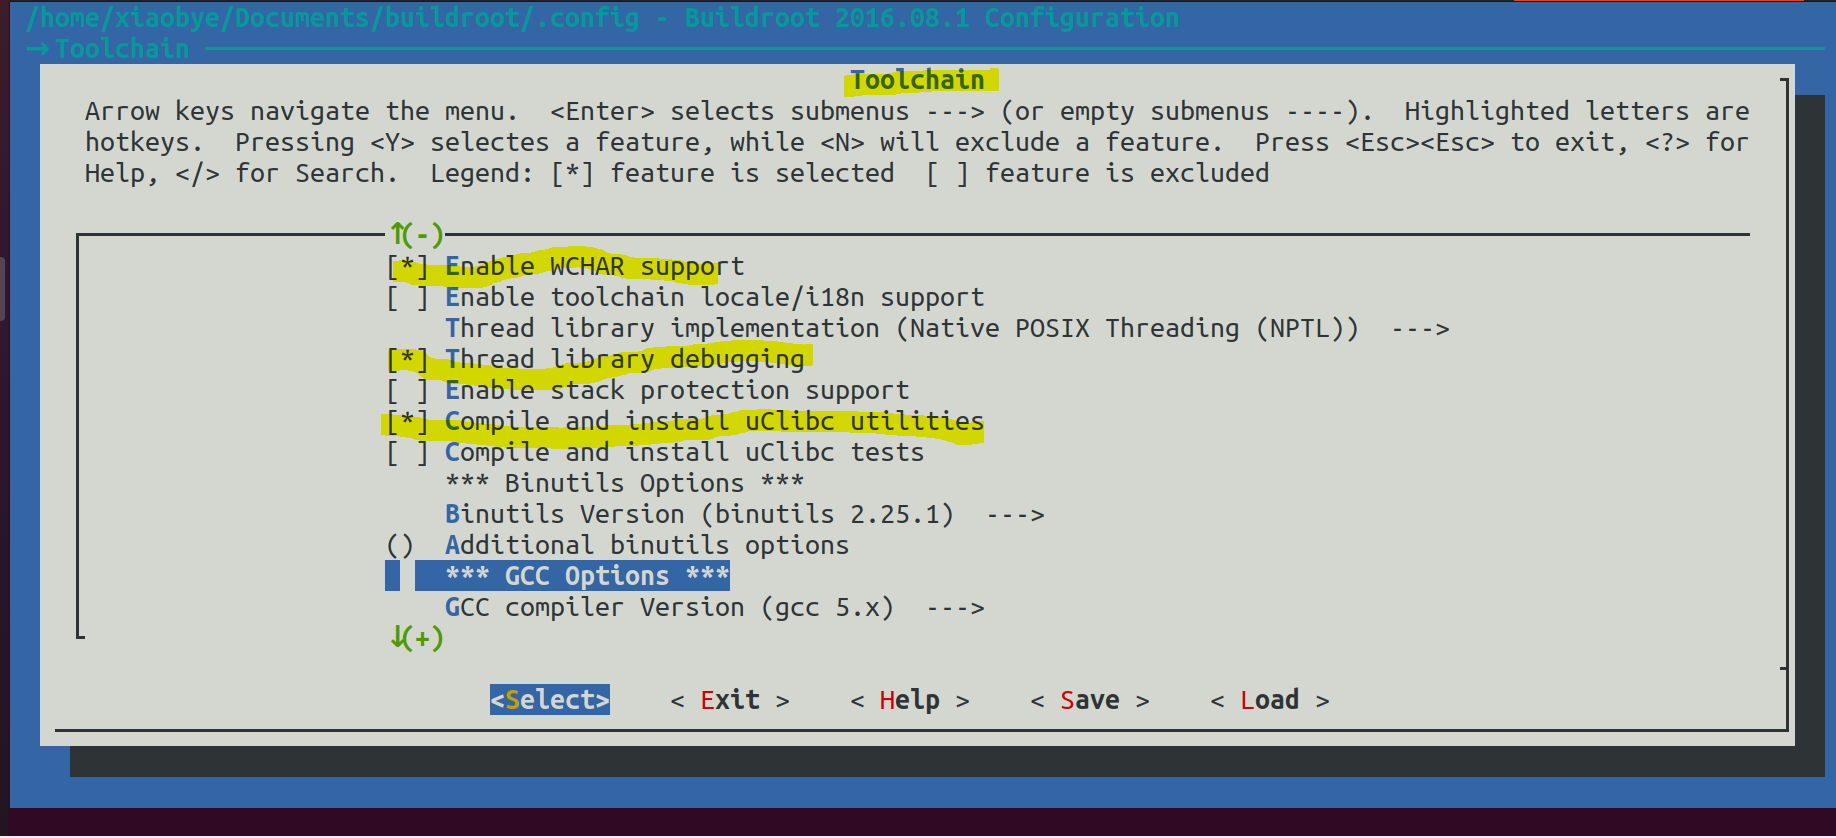 /home/xiaobye/Documents/buildroot/.config - Buildroot 2016.08.1 Configuration
→ Toolchain
Toolchain
Arrow keys navigate the menu.  <Enter> selects submenus ---> (or empty submenus ----).  Highlighted letters are
hotkeys.  Pressing <Y> selects a feature, while <N> will exclude a feature.  Press <Esc><Esc> to exit, <?> for
Help, </> for Search.  Legend: [*] feature is selected  [ ] feature is excluded
↑(-)
[*] Enable WCHAR support
[ ] Enable toolchain locale/i18n support
Thread library implementation (Native POSIX Threading (NPTL))  --->
[*] Thread library debugging
[ ] Enable stack protection support
[*] Compile and install uClibc utilities
[ ] Compile and install uClibc tests
*** Binutils Options ***
Binutils Version (binutils 2.25.1)  --->
()  Additional binutils options
*** GCC Options ***
GCC compiler Version (gcc 5.x)  --->
↓(+)
<Select>    < Exit >    < Help >    < Save >    < Load >